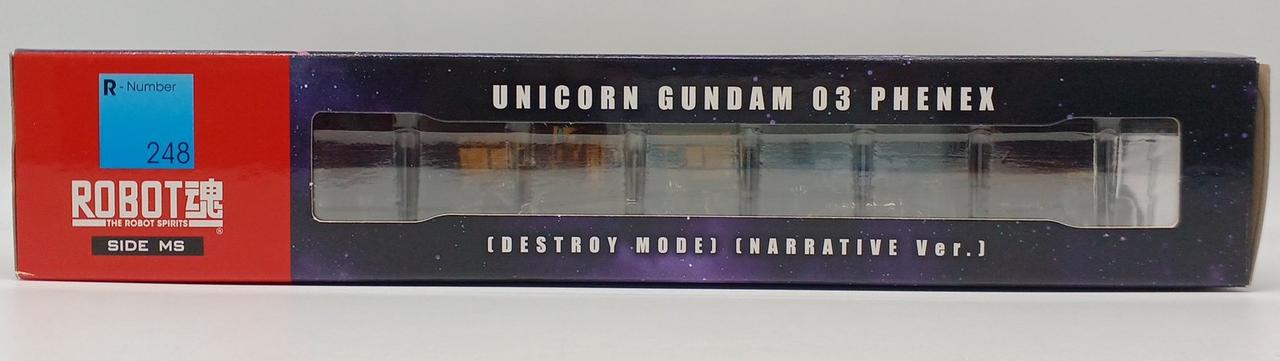 R - Number
248
ROBOT魂
THE ROBOT SPIRITS
®
SIDE MS
UNICORN GUNDAM 03 PHENEX
(DESTROY MODE) (NARRATIVE Ver.)